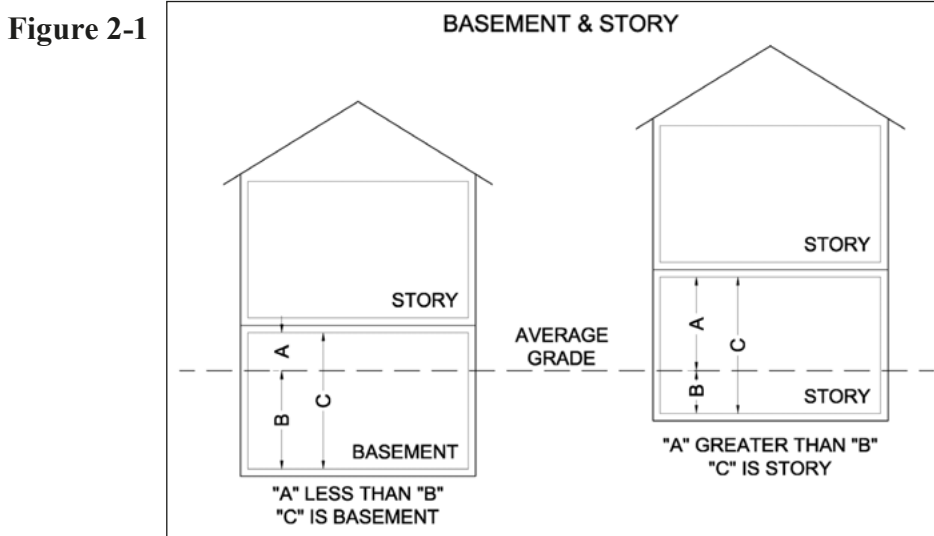 Figure 2-1
BASEMENT & STORY
STORY
A
B
C
BASEMENT
"A" LESS THAN "B"
"C" IS BASEMENT
AVERAGE
GRADE
STORY
A
B
C
STORY
"A" GREATER THAN "B"
"C" IS STORY